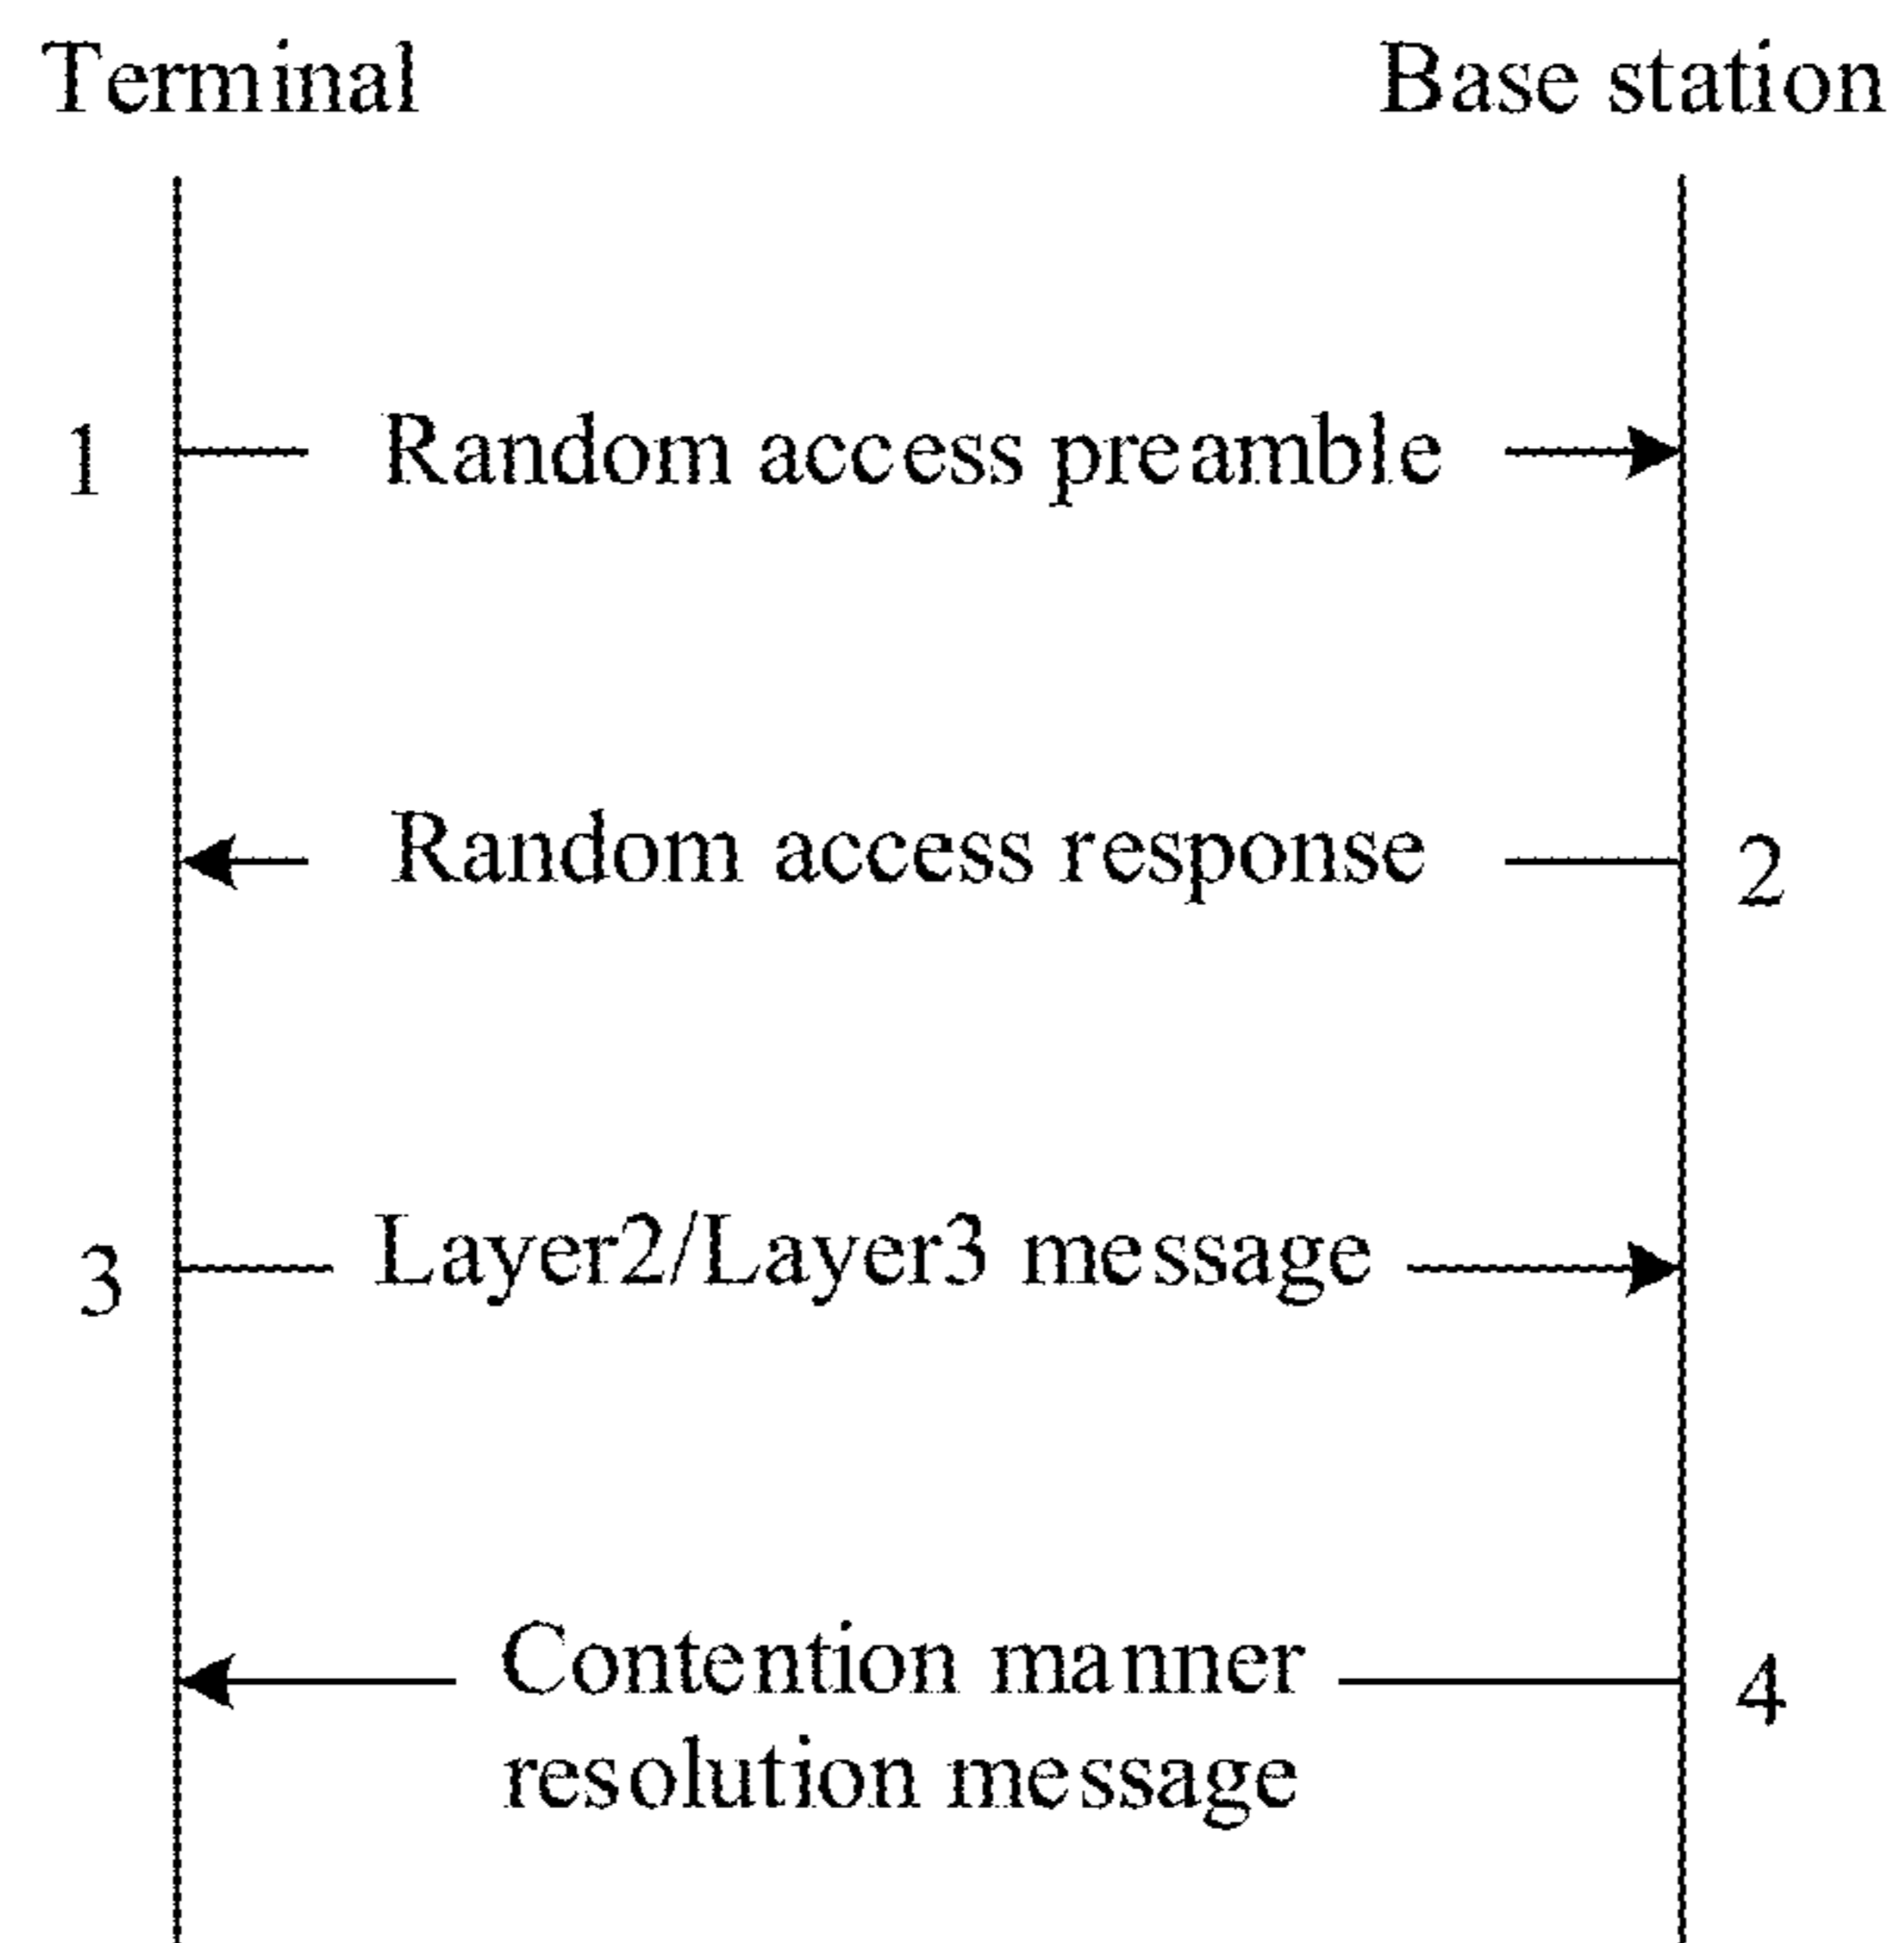 Terminal
Base station
1
Random access preamble
Random access response
2
3
Layer2/Layer3 message
Contention manner
4
resolution message